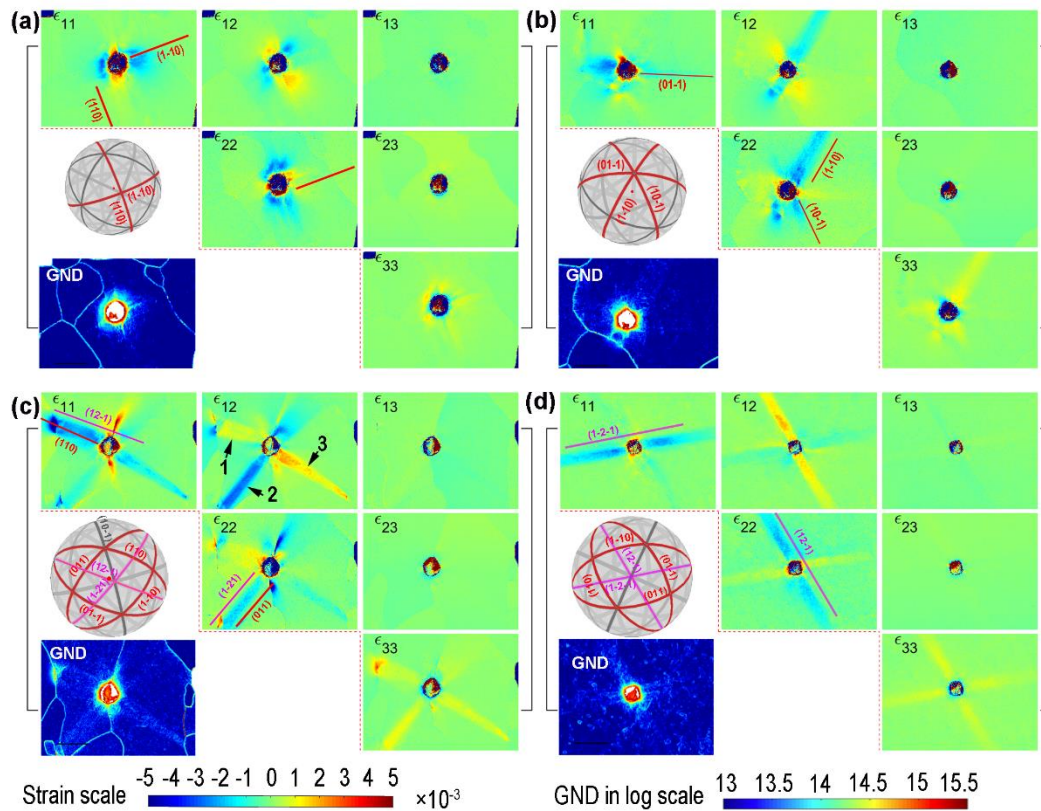 (a)
ϵ11
ϵ12
ϵ13
(1-10)
(110)
ϵ22
ϵ23
(1-10)
(110)
GND
ϵ33
(b)
ϵ11
ϵ12
ϵ13
(01-1)
ϵ22
ϵ23
(1-10)
(10-1)
(01-1)
(1-10)
(10-1)
GND
ϵ33
(c)
ϵ11
ϵ12
ϵ13
(12-1)
(110)
1
2
3
ϵ22
ϵ23
(1-21)
(011)
(10-1)
(011)
(110)
(12-1)
(1-21)
(01-1)
(1-10)
GND
ϵ33
(d)
ϵ11
ϵ12
ϵ13
(1-2-1)
ϵ22
ϵ23
(12-1)
(1-10)
(12-1)
(01-1)
(1-2-1)
(011)
GND
ϵ33
Strain scale
-5 -4 -3 -2 -1 0 1 2 3 4 5
×10-3
GND in log scale
13 13.5 14 14.5 15 15.5